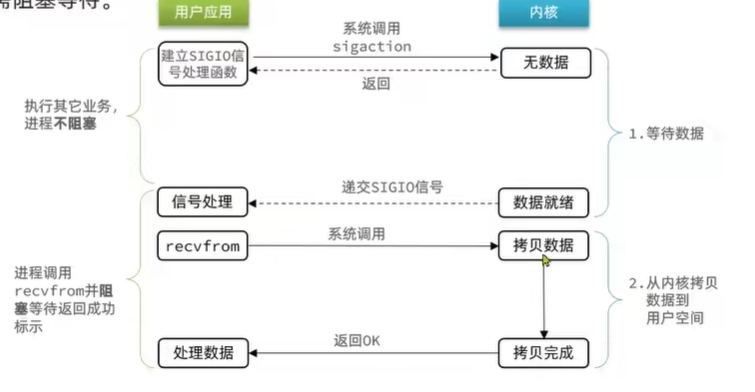 需阻塞等待。
用户应用
内核
系统调用
sigaction
建立SIGIO信
号处理函数
无数据
返回
执行其它业务,
进程不阻塞
1.等待数据
递交SIGIO信号
信号处理
数据就绪
系统调用
recvfrom
拷贝数据
进程调用
recvfrom并阻
塞等待返回成功
标示
2.从内核拷贝
数据到
用户空间
返回OK
处理数据
拷贝完成